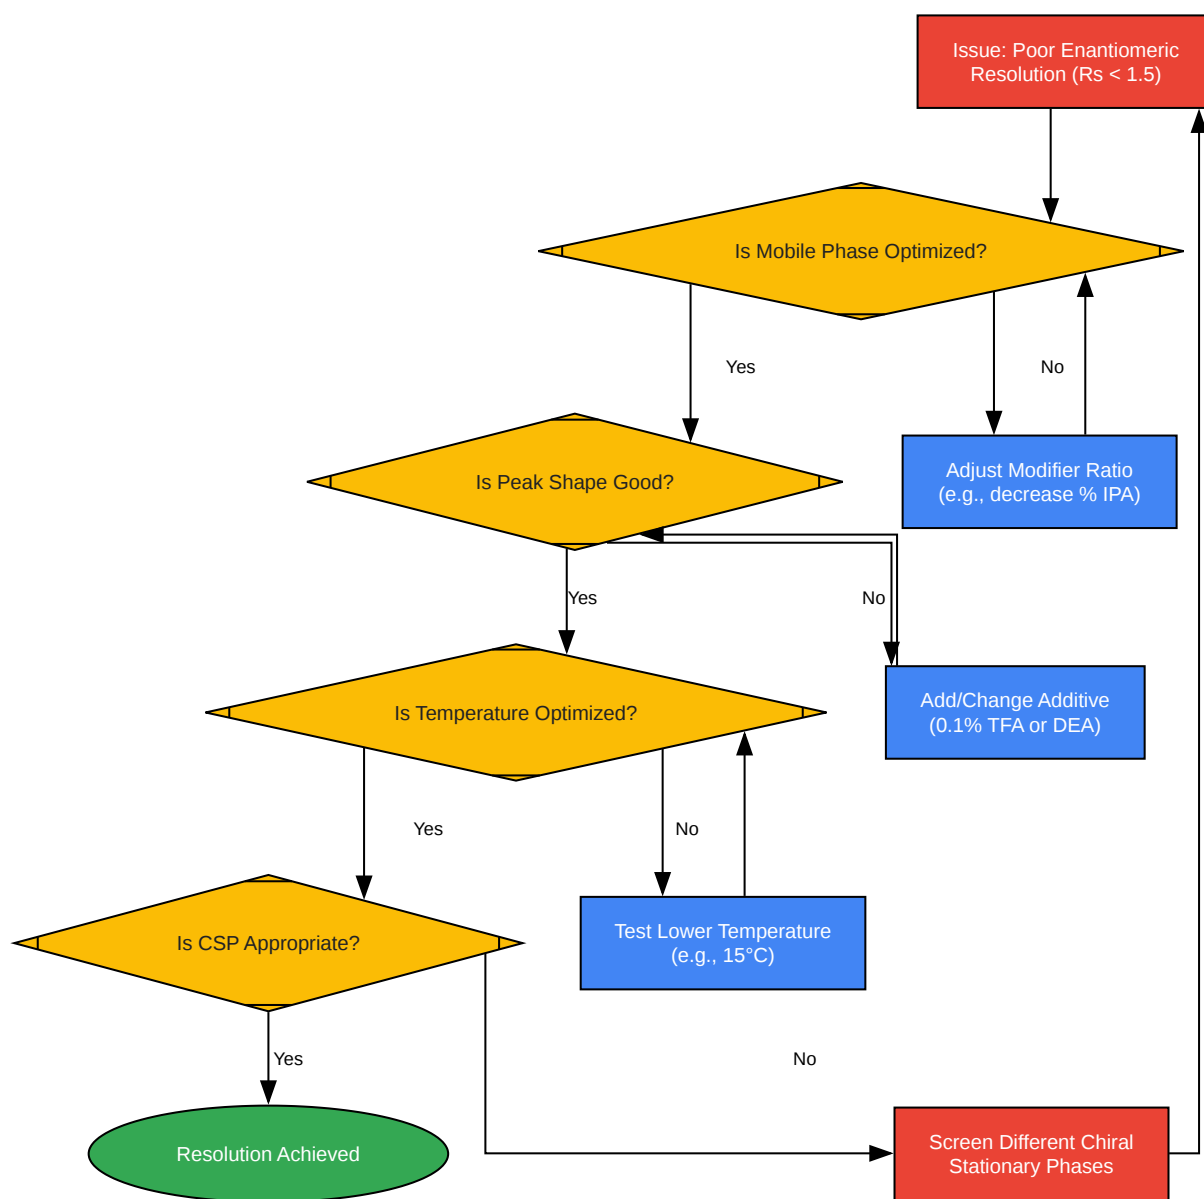 Issue: Poor Enantiomeric
Resolution (Rs < 1.5)
Is Mobile Phase Optimized?
Yes
No
Is Peak Shape Good?
Adjust Modifier Ratio
(e.g., decrease % IPA)
Yes
No
Is Temperature Optimized?
Add/Change Additive
(0.1% TFA or DEA)
Yes
No
Is CSP Appropriate?
Test Lower Temperature
(e.g., 15°C)
Yes
No
Resolution Achieved
Screen Different Chiral
Stationary Phases